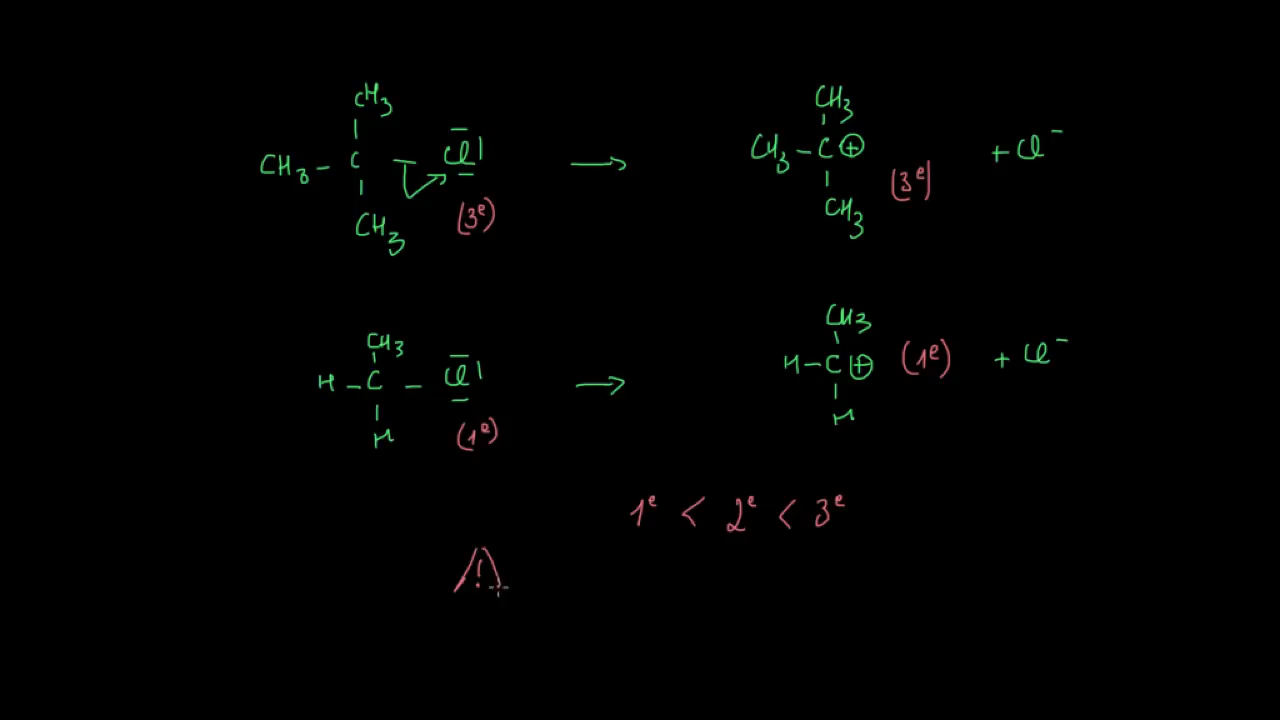 CH3 CH3
CH3 – C – Cl → CH3 – C ⊕ + Cl⁻
(3ᵉ) (3ᵉ)
CH3 CH3
CH3 CH3
H – C – Cl → H – C ⊕ (1ᵉ) + Cl⁻
H (1ᵉ) H
1ᵉ < 2ᵉ < 3ᵉ
!